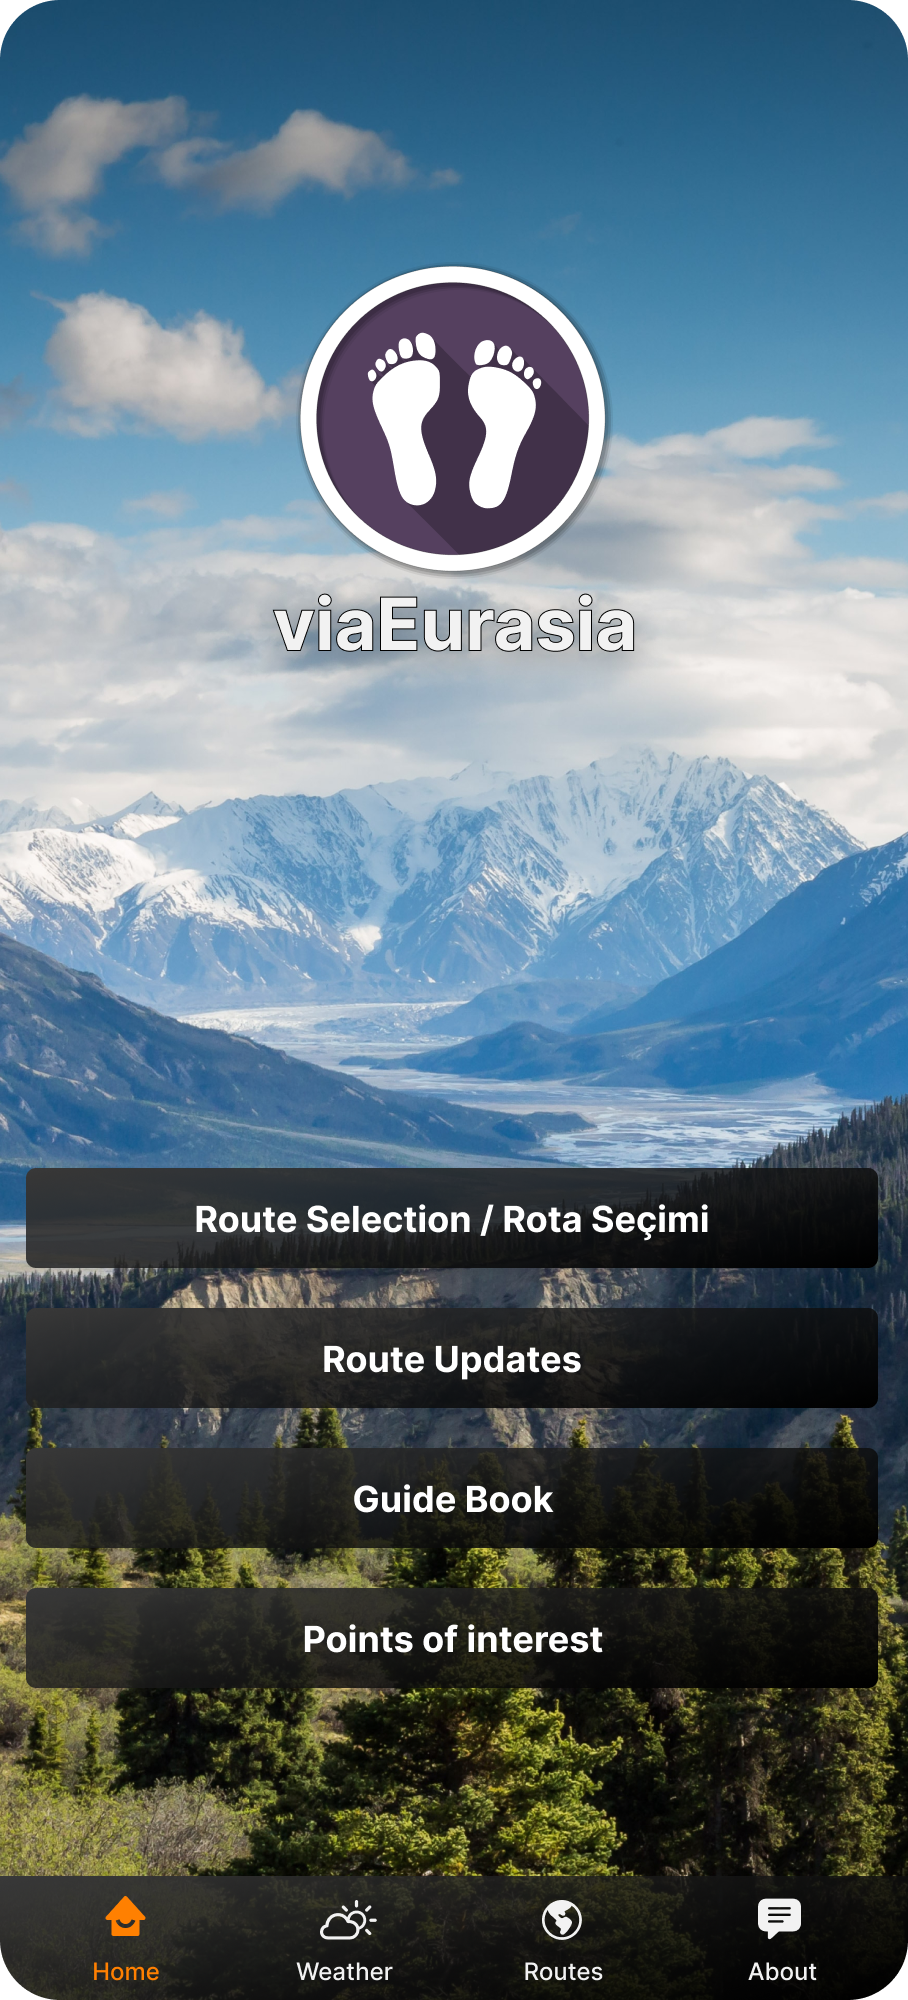 viaEurasia
Route Selection / Rota Seçimi
Route Updates
Guide Book
Points of interest
Home Weather Routes About